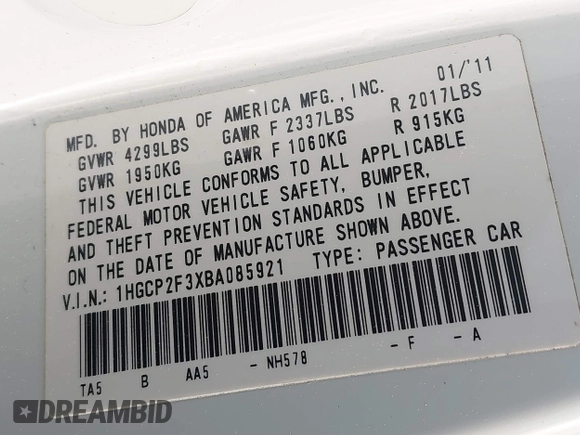 MFD. BY HONDA OF AMERICA MFG., INC. 01/'11
GVWR 4299LBS GAWR F 2337LBS R 2017LBS
GVWR 1950KG GAWR F 1060KG R 915KG
THIS VEHICLE CONFORMS TO ALL APPLICABLE
FEDERAL MOTOR VEHICLE SAFETY, BUMPER,
AND THEFT PREVENTION STANDARDS IN EFFECT
ON THE DATE OF MANUFACTURE SHOWN ABOVE.
V.I.N.: 1HGCP2F3XBA085921 TYPE: PASSENGER CAR
TA5 B AA5 - NH578 - F - A
DREAMBID